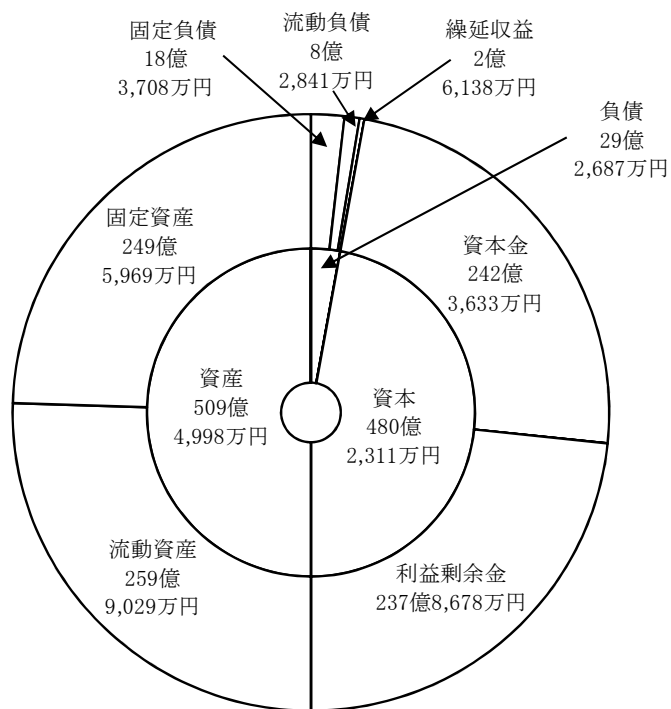 固定負債
18億
3,708万円
流動負債
8億
2,841万円
繰延収益
2億
6,138万円
負債
29億
2,687万円
固定資産
249億
5,969万円
資本金
242億
3,633万円
資産
509億
4,998万円
資本
480億
2,311万円
流動資産
259億
9,029万円
利益剰余金
237億8,678万円